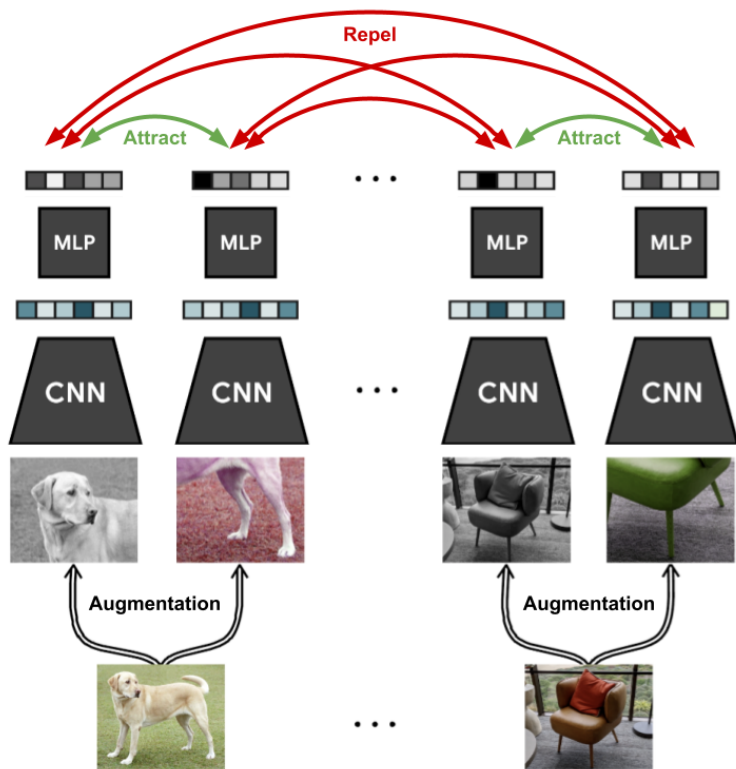 Repel
Attract Attract
MLP MLP MLP MLP
CNN CNN CNN CNN
Augmentation Augmentation